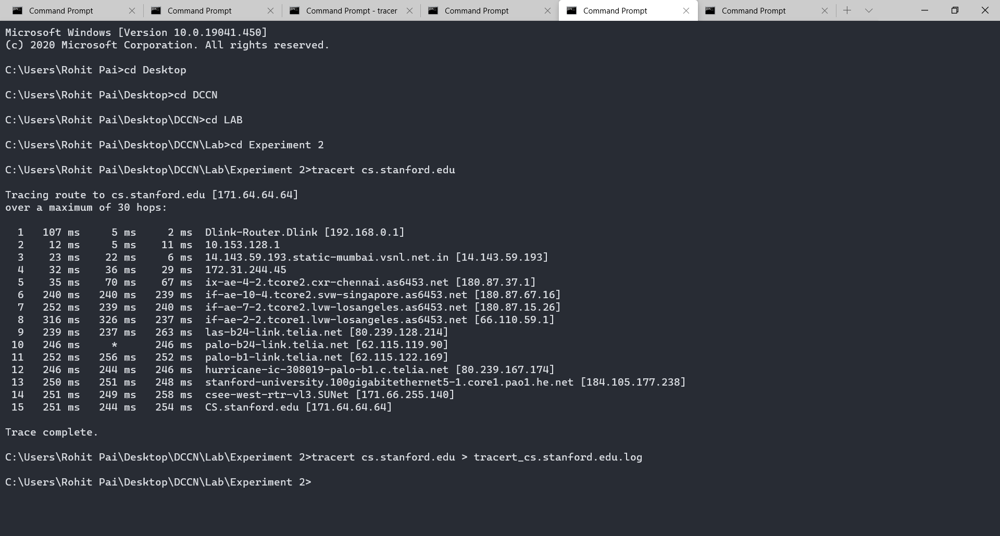 Command Prompt
Command Prompt
Command Prompt - tracer
Command Prompt
Command Prompt
Command Prompt
Microsoft Windows [Version 10.0.19041.450]
(c) 2020 Microsoft Corporation. All rights reserved.
C:\Users\Rohit Pai>cd Desktop
C:\Users\Rohit Pai\Desktop>cd DCCN
C:\Users\Rohit Pai\Desktop\DCCN>cd LAB
C:\Users\Rohit Pai\Desktop\DCCN\Lab>cd Experiment 2
C:\Users\Rohit Pai\Desktop\DCCN\Lab\Experiment 2>tracert cs.stanford.edu
Tracing route to cs.stanford.edu [171.64.64.64]
over a maximum of 30 hops:
  1   107 ms     5 ms     2 ms  Dlink-Router.Dlink [192.168.0.1]
  2    12 ms     5 ms    11 ms  10.153.128.1
  3    23 ms    22 ms     6 ms  14.143.59.193.static-mumbai.vsnl.net.in [14.143.59.193]
  4    32 ms    36 ms    29 ms  172.31.244.45
  5    35 ms    70 ms    67 ms  ix-ae-4-2.tcore2.cxr-chennai.as6453.net [180.87.37.1]
  6   240 ms   240 ms   239 ms  if-ae-10-4.tcore2.svw-singapore.as6453.net [180.87.67.16]
  7   252 ms   239 ms   240 ms  if-ae-7-2.tcore2.lvw-losangeles.as6453.net [180.87.15.26]
  8   316 ms   326 ms   237 ms  if-ae-2-2.tcore1.lvw-losangeles.as6453.net [66.110.59.1]
  9   239 ms   237 ms   263 ms  las-b24-link.telia.net [80.239.128.214]
 10   246 ms     *      246 ms  palo-b24-link.telia.net [62.115.119.90]
 11   252 ms   256 ms   252 ms  palo-b1-link.telia.net [62.115.122.169]
 12   246 ms   244 ms   246 ms  hurricane-ic-308019-palo-b1.c.telia.net [80.239.167.174]
 13   250 ms   251 ms   248 ms  stanford-university.100gigabitethernet5-1.core1.pao1.he.net [184.105.177.238]
 14   251 ms   249 ms   258 ms  csee-west-rtr-vl3.SUNet [171.66.255.140]
 15   251 ms   244 ms   254 ms  CS.stanford.edu [171.64.64.64]
Trace complete.
C:\Users\Rohit Pai\Desktop\DCCN\Lab\Experiment 2>tracert cs.stanford.edu > tracert_cs.stanford.edu.log
C:\Users\Rohit Pai\Desktop\DCCN\Lab\Experiment 2>